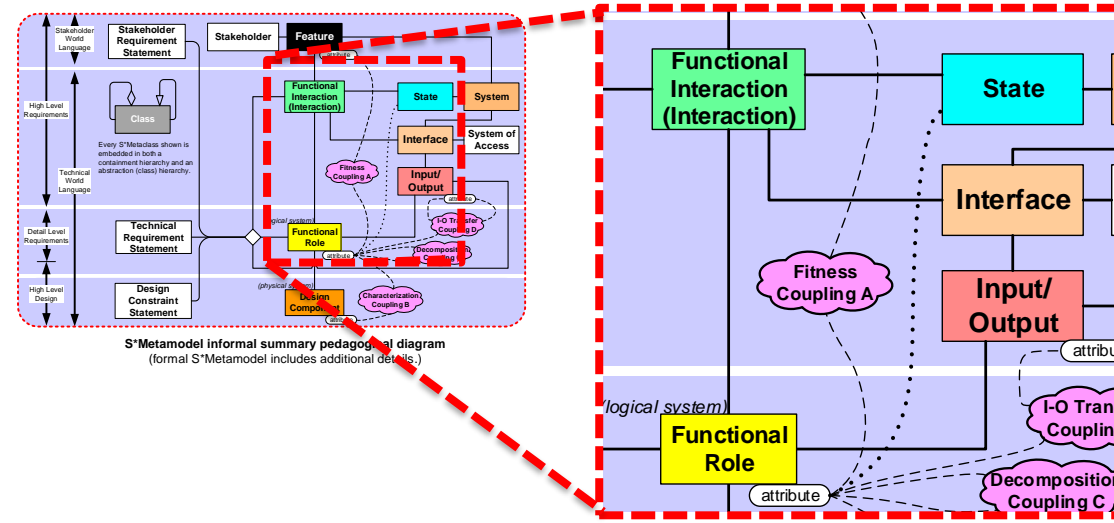 Stakeholder
World
Language
High Level
Requirements
Technical
World
Language
Detail Level
Requirements
High Level
Design
Stakeholder
Requirement
Statement
Stakeholder
Feature
attribute
Class
Every S*Metaclass shown is
embedded in both a
containment hierarchy and an
abstraction (class) hierarchy.
Functional
Interaction
(Interaction)
State
System
Interface
System of
Access
Fitness
Coupling A
Input/
Output
attribute
Technical
Requirement
Statement
(logical system)
Functional
Role
attribute
I-O Transfer
Coupling D
Decomposition
Coupling C
Design
Constraint
Statement
(physical system)
Design
Component
attribute
Characterization
Coupling B
S*Metamodel informal summary pedagogical diagram
(formal S*Metamodel includes additional details.)
Functional
Interaction
(Interaction)
State
Interface
Fitness
Coupling A
Input/
Output
attribu
(logical system)
Functional
Role
attribute
I-O Tran
Couplin
Decomposition
Coupling C